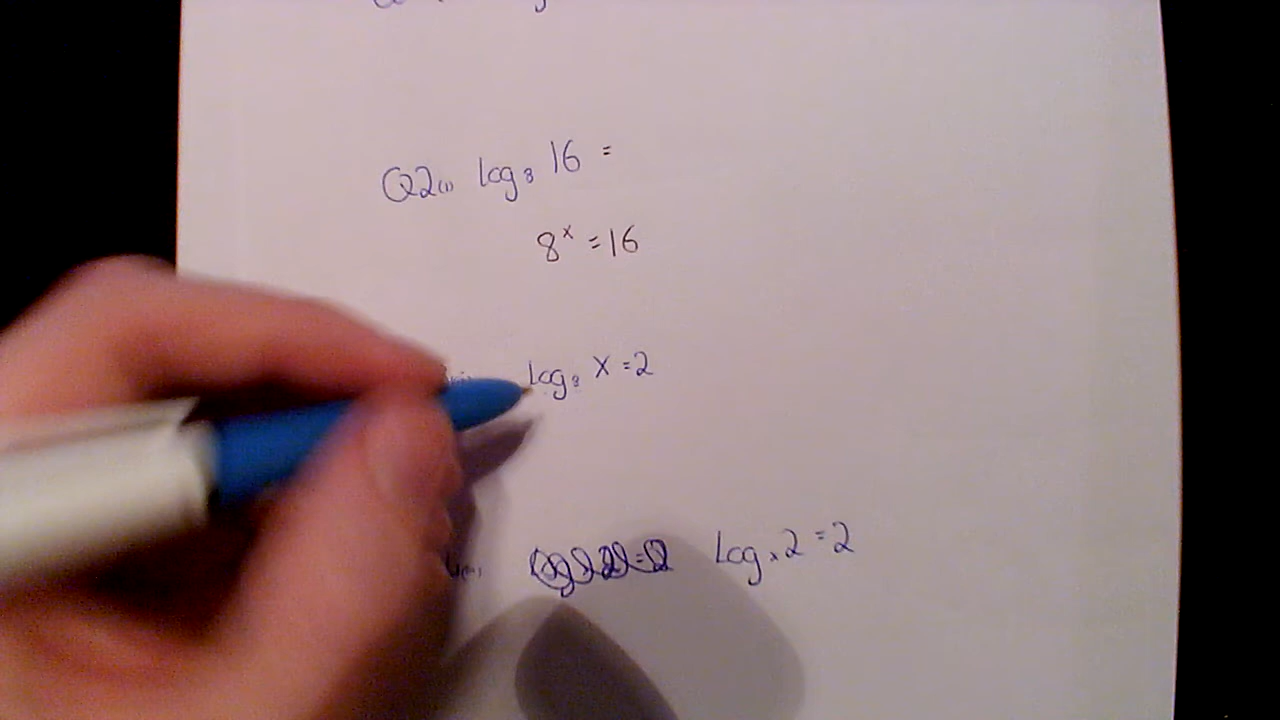 Q2(i) log₈ 16 =
8ˣ = 16
log₈ x = 2
logₓ 2 = 2